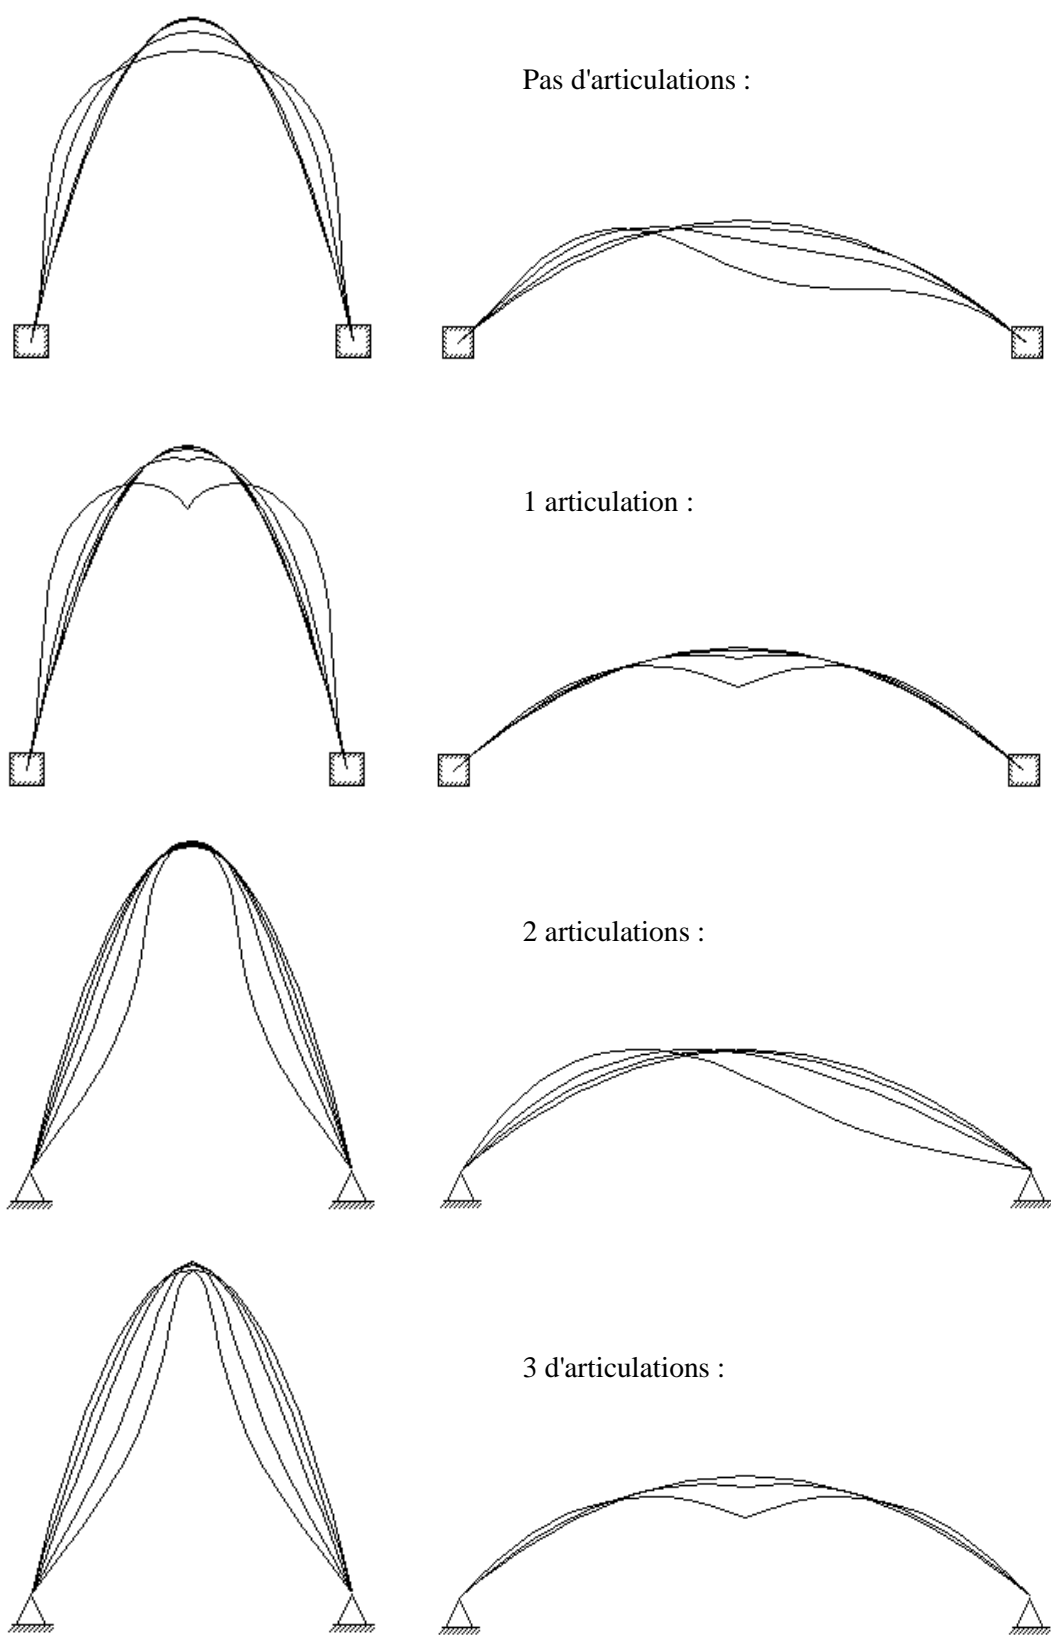 Pas d'articulations :
1 articulation :
2 articulations :
3 d'articulations :